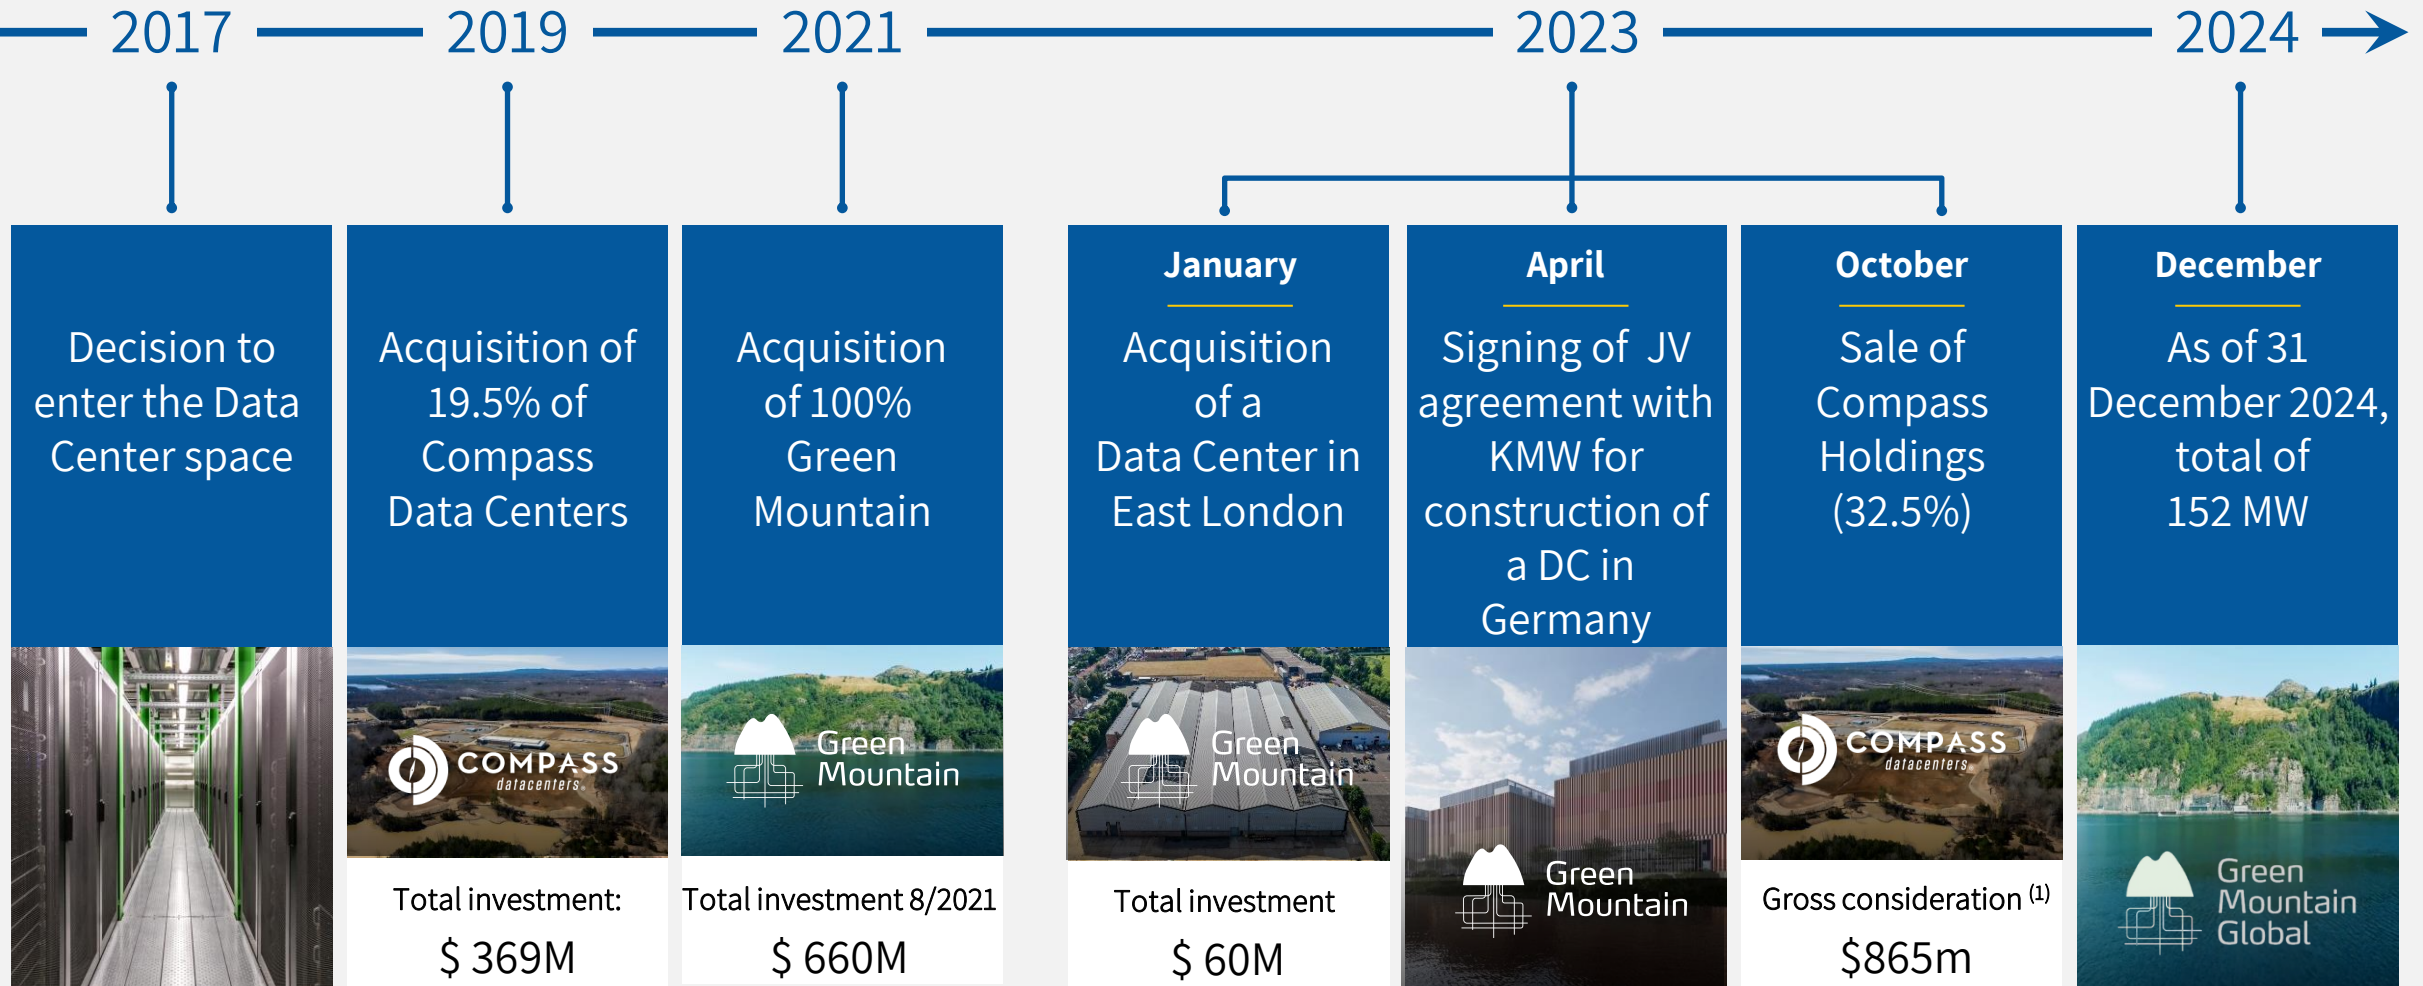 2017
2019
2021
2023
2024
Decision to
enter the Data
Center space
Acquisition of
19.5% of
Compass
Data Centers
COMPASS
datacenters
Total investment:
$ 369M
Acquisition
of 100%
Green
Mountain
Green
Mountain
Total investment 8/2021
$ 660M
January
Acquisition
of a
Data Center in
East London
Green
Mountain
Total investment
$ 60M
April
Signing of JV
agreement with
KMW for
construction of
a DC in
Germany
Green
Mountain
October
Sale of
Compass
Holdings
(32.5%)
COMPASS
datacenters
Gross consideration (1)
$865m
December
As of 31
December 2024,
total of
152 MW
Green
Mountain
Global